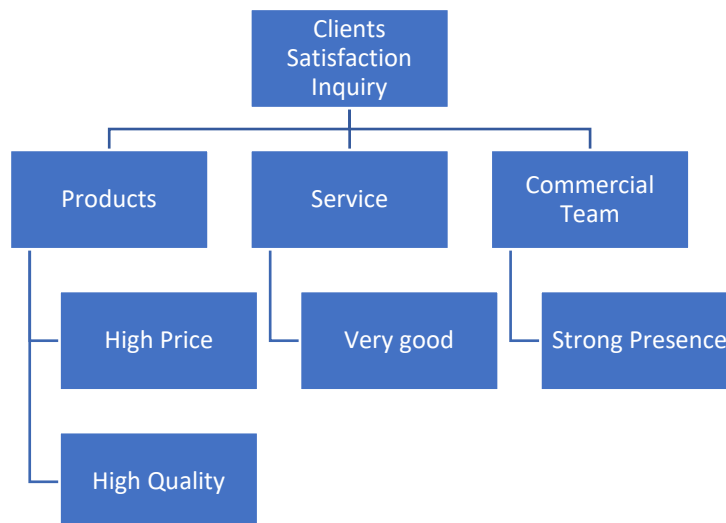 Clients
Satisfaction
Inquiry
Products
Service
Commercial
Team
High Price
Very good
Strong Presence
High Quality